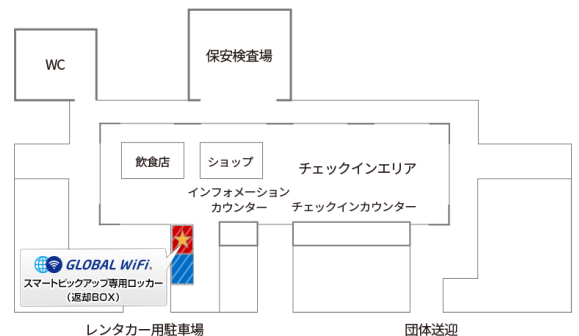 WC
保安検査場
飲食店
ショップ
チェックインエリア
インフォメーション
カウンター
チェックインカウンター
GLOBAL WiFi®
スマートピックアップ専用ロッカー
(返却BOX)
レンタカー用駐車場
団体送迎